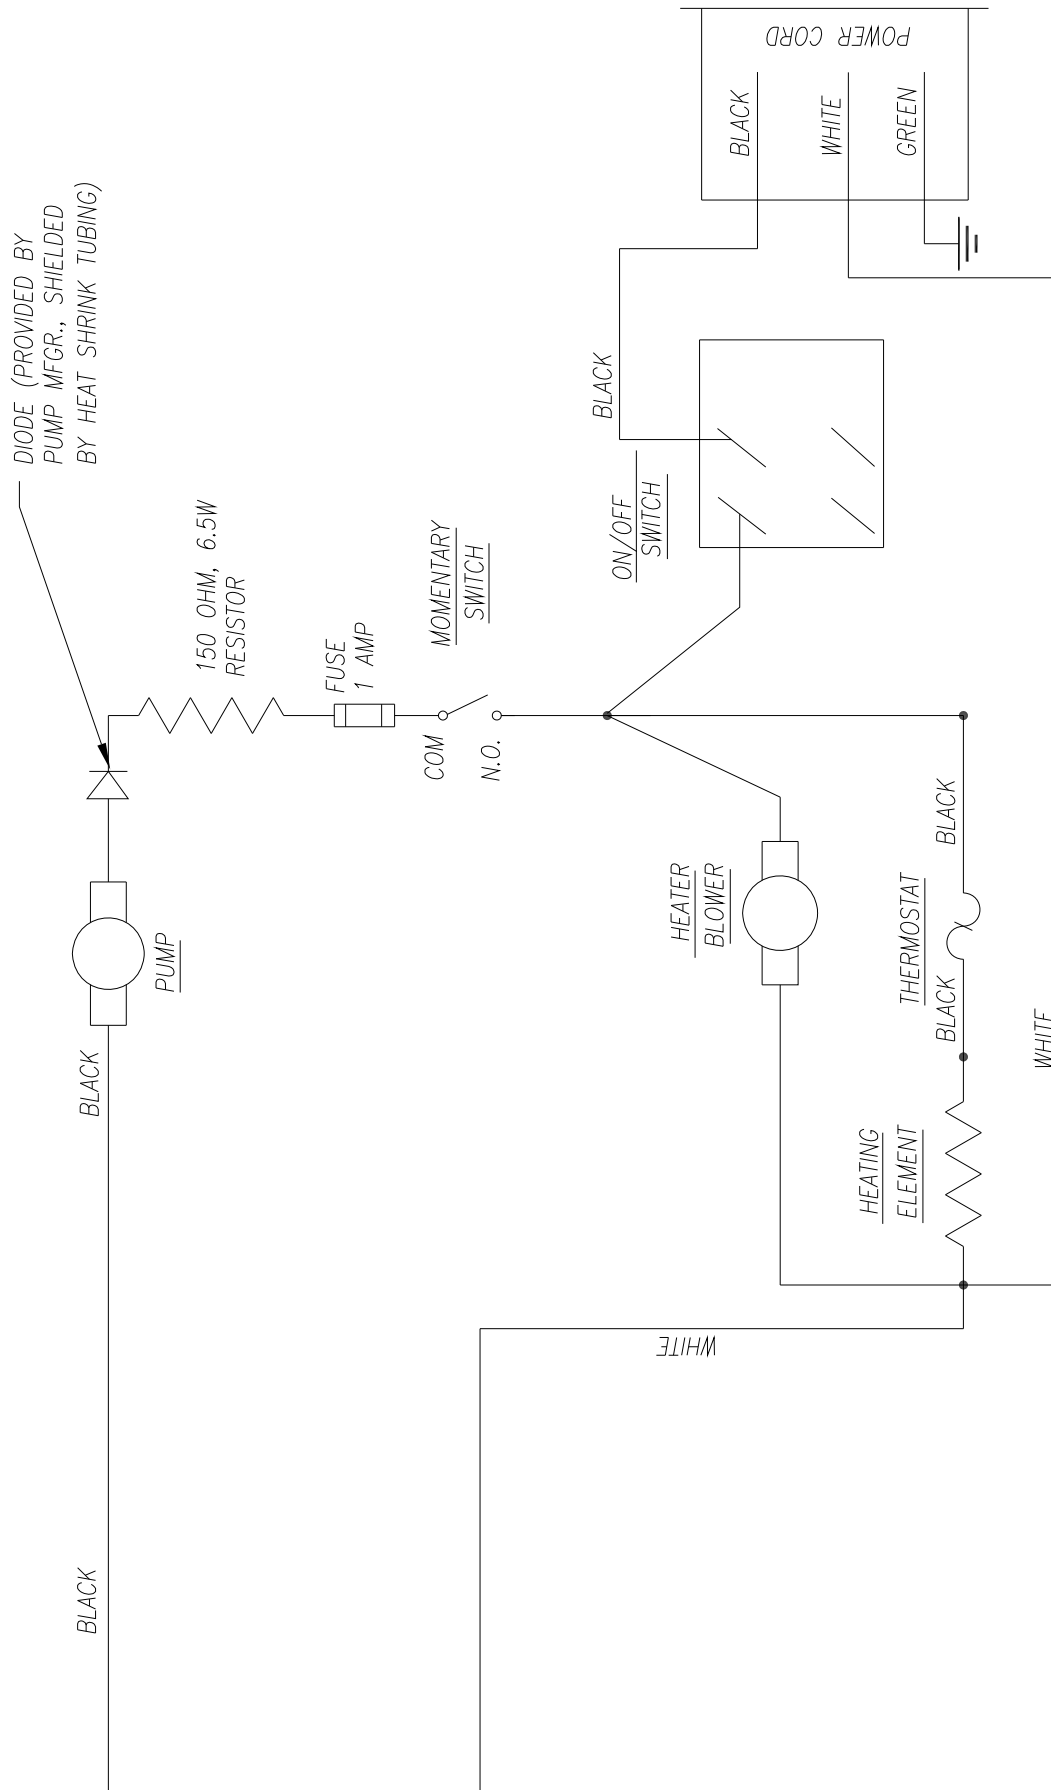 DIODE (PROVIDED BY
PUMP MFGR., SHIELDED
BY HEAT SHRINK TUBING)
150 OHM, 6.5W
RESISTOR
FUSE
1 AMP
MOMENTARY
SWITCH
COM
N.O.
PUMP
BLACK
BLACK
ON/OFF
SWITCH
BLACK
POWER CORD
BLACK
WHITE
GREEN
HEATER
BLOWER
BLACK
THERMOSTAT
BLACK
HEATING
ELEMENT
WHITE
WHITE